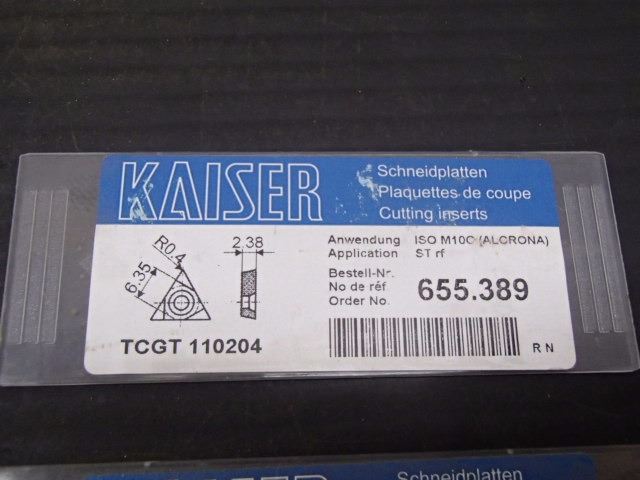 KAISER
Schneidplatten
Plaquettes de coupe
Cutting inserts
R0.4
6.35
2.38
TCGT 110204
Anwendung ISO M10C (ALCRONA)
Application ST rf
Bestell-Nr.
No de réf.
Order No.
655.389
R N
KAISER
Schneidplatten